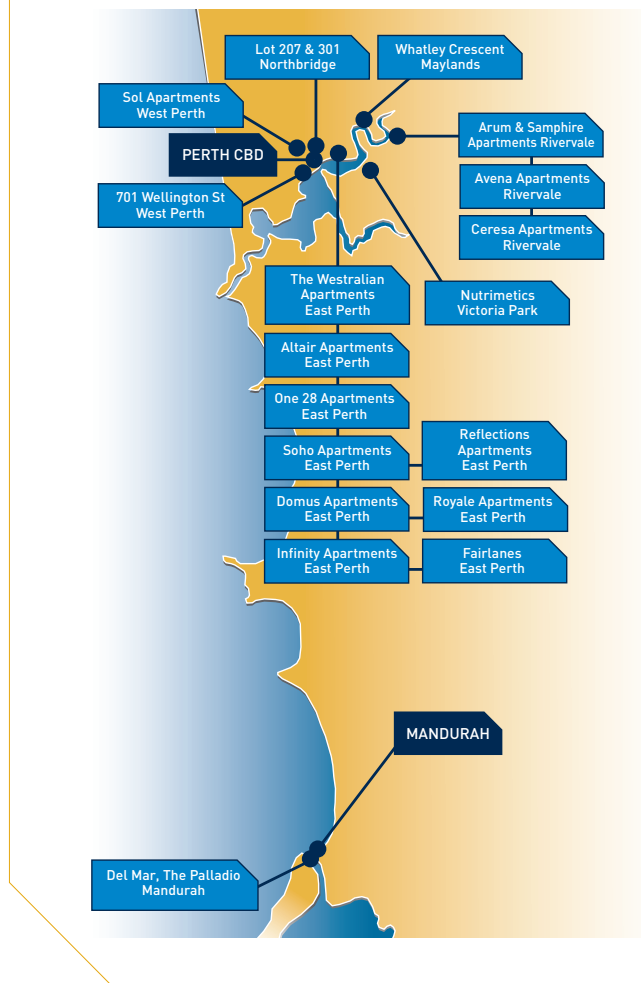 Lot 207 & 301
Northbridge
Whatley Crescent
Maylands
Sol Apartments
West Perth
Arum & Samphire
Apartments Rivervale
PERTH CBD
Avena Apartments
Rivervale
701 Wellington St
West Perth
Ceresa Apartments
Rivervale
The Westralian
Apartments
East Perth
Nutrimetics
Victoria Park
Altair Apartments
East Perth
One 28 Apartments
East Perth
Soho Apartments
East Perth
Reflections
Apartments
East Perth
Domus Apartments
East Perth
Royale Apartments
East Perth
Infinity Apartments
East Perth
Fairlanes
East Perth
MANDURAH
Del Mar, The Palladio
Mandurah